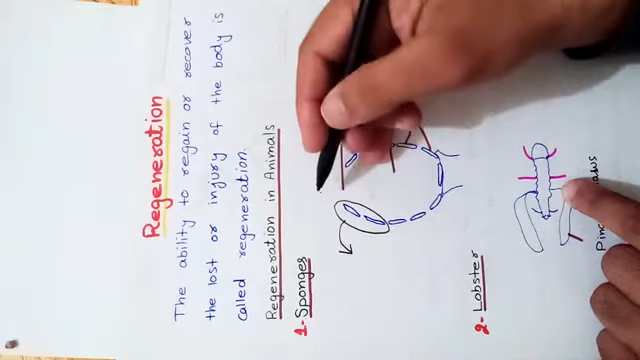 Regeneration
The ability to regain or recover
the lost or injury of the body is
called regeneration.
Regeneration in Animals
1- Sponges
2- Lobster